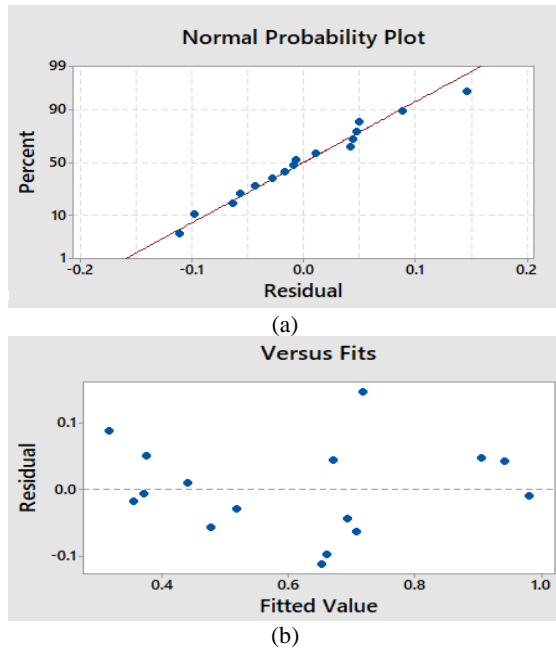 Normal Probability Plot
99
90
50
10
1
Percent
-0.2
-0.1
0.0
0.1
0.2
Residual
(a)
Versus Fits
0.1
0.0
-0.1
Residual
0.4
0.6
0.8
1.0
Fitted Value
(b)